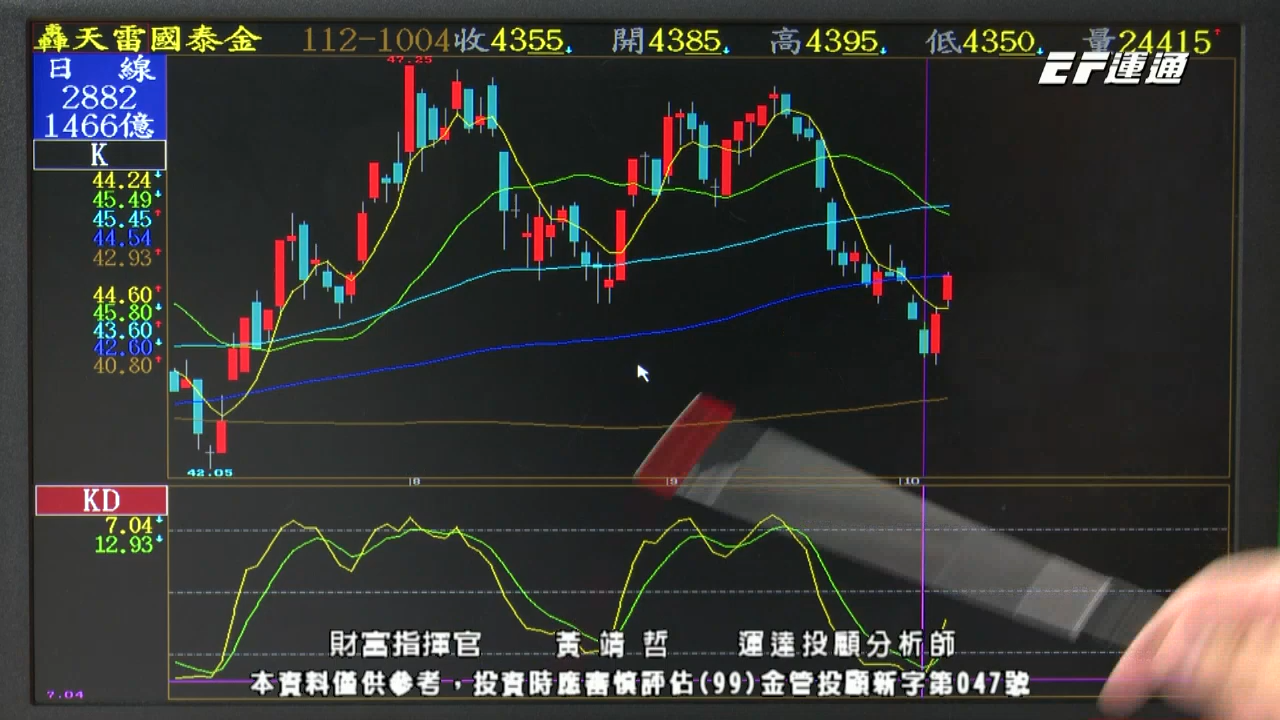 轟天雷國泰金 112-1004收4355↓ 開4385↓ 高4395↓ 低4350↓ 量24415↑
EF運通
日 線
2882
1466億
K
44.24↓
45.49↓
45.45↑
44.54↓
42.93↑
44.60↑
45.80↓
43.60↑
42.60↓
40.80↑
47.25
42.05
8
9
10
KD
7.04↓
12.93↓
7.04
財富指揮官 黃靖哲 運達投顧分析師
本資料僅供參考，投資時應審慎評估(99)金管投顧新字第047號